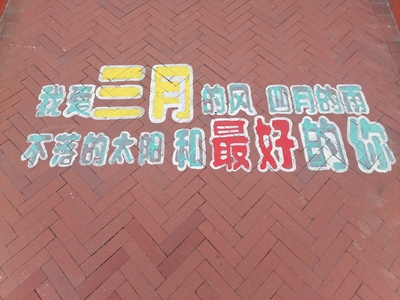 我爱三月的风 四月的雨
不落的太阳 和最好的你